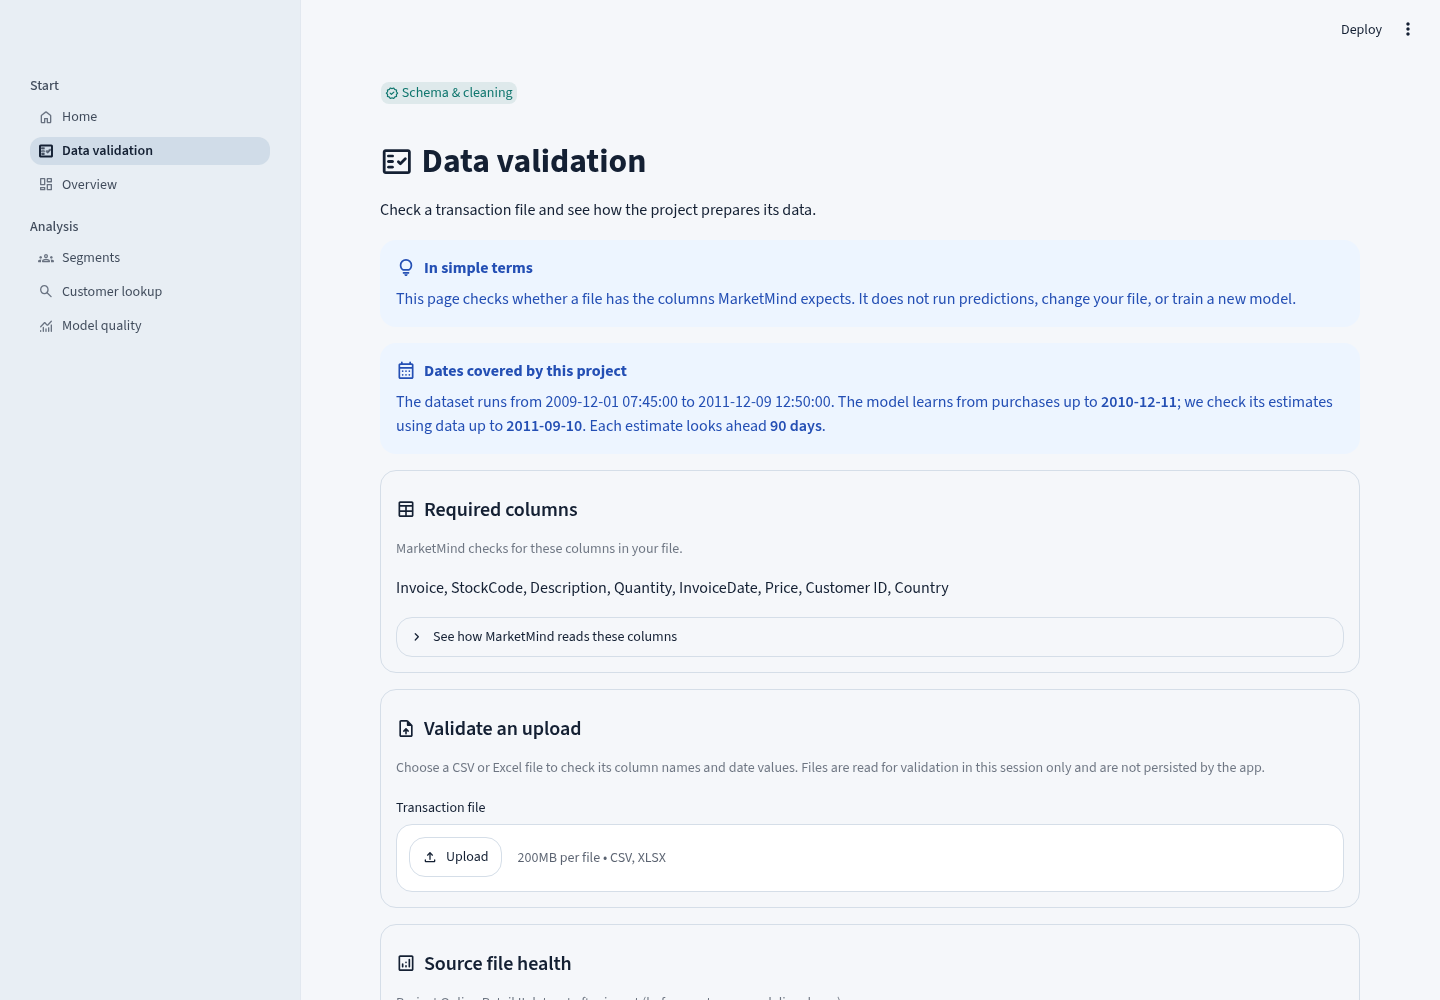 Deploy
Start
Home
Data validation
Overview
Analysis
Segments
Customer lookup
Model quality
Schema & cleaning
Data validation
Check a transaction file and see how the project prepares its data.
In simple terms
This page checks whether a file has the columns MarketMind expects. It does not run predictions, change your file, or train a new model.
Dates covered by this project
The dataset runs from 2009-12-01 07:45:00 to 2011-12-09 12:50:00. The model learns from purchases up to 2010-12-11; we check its estimates
using data up to 2011-09-10. Each estimate looks ahead 90 days.
Required columns
MarketMind checks for these columns in your file.
Invoice, StockCode, Description, Quantity, InvoiceDate, Price, Customer ID, Country
See how MarketMind reads these columns
Validate an upload
Choose a CSV or Excel file to check its column names and date values. Files are read for validation in this session only and are not persisted by the app.
Transaction file
Upload
200MB per file • CSV, XLSX
Source file health